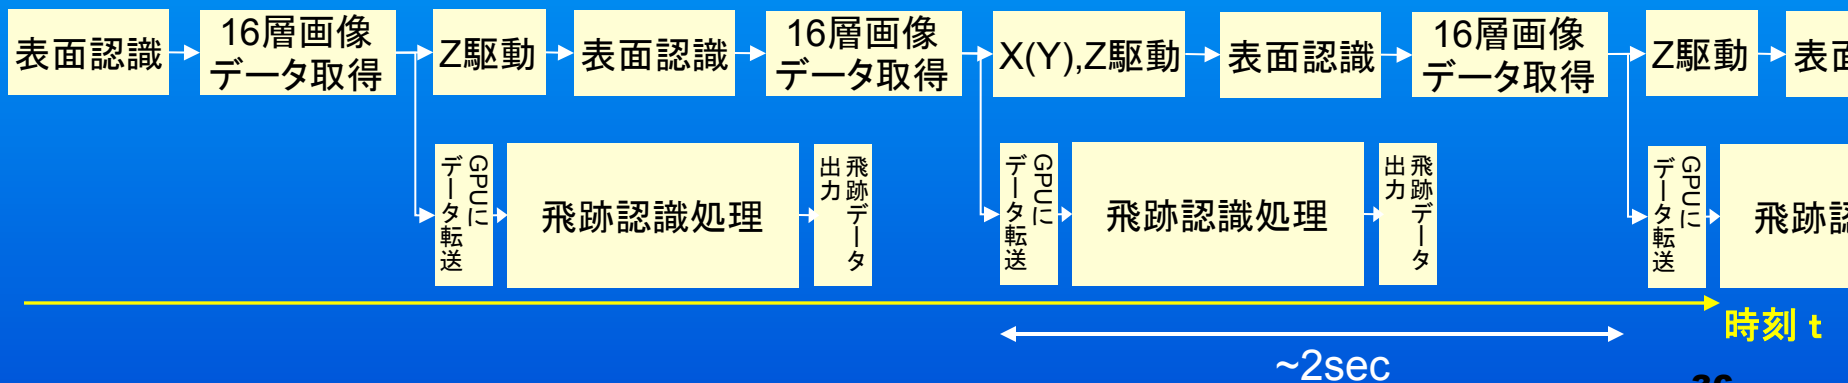 表面認識
16層画像
データ取得
Z駆動
表面認識
16層画像
データ取得
X(Y),Z駆動
表面認識
16層画像
データ取得
Z駆動
表面
GPUに
データ転送
飛跡認識処理
飛跡データ
出力
GPUに
データ転送
飛跡認識処理
飛跡データ
出力
GPUに
データ転送
飛跡認
時刻 t
~2sec